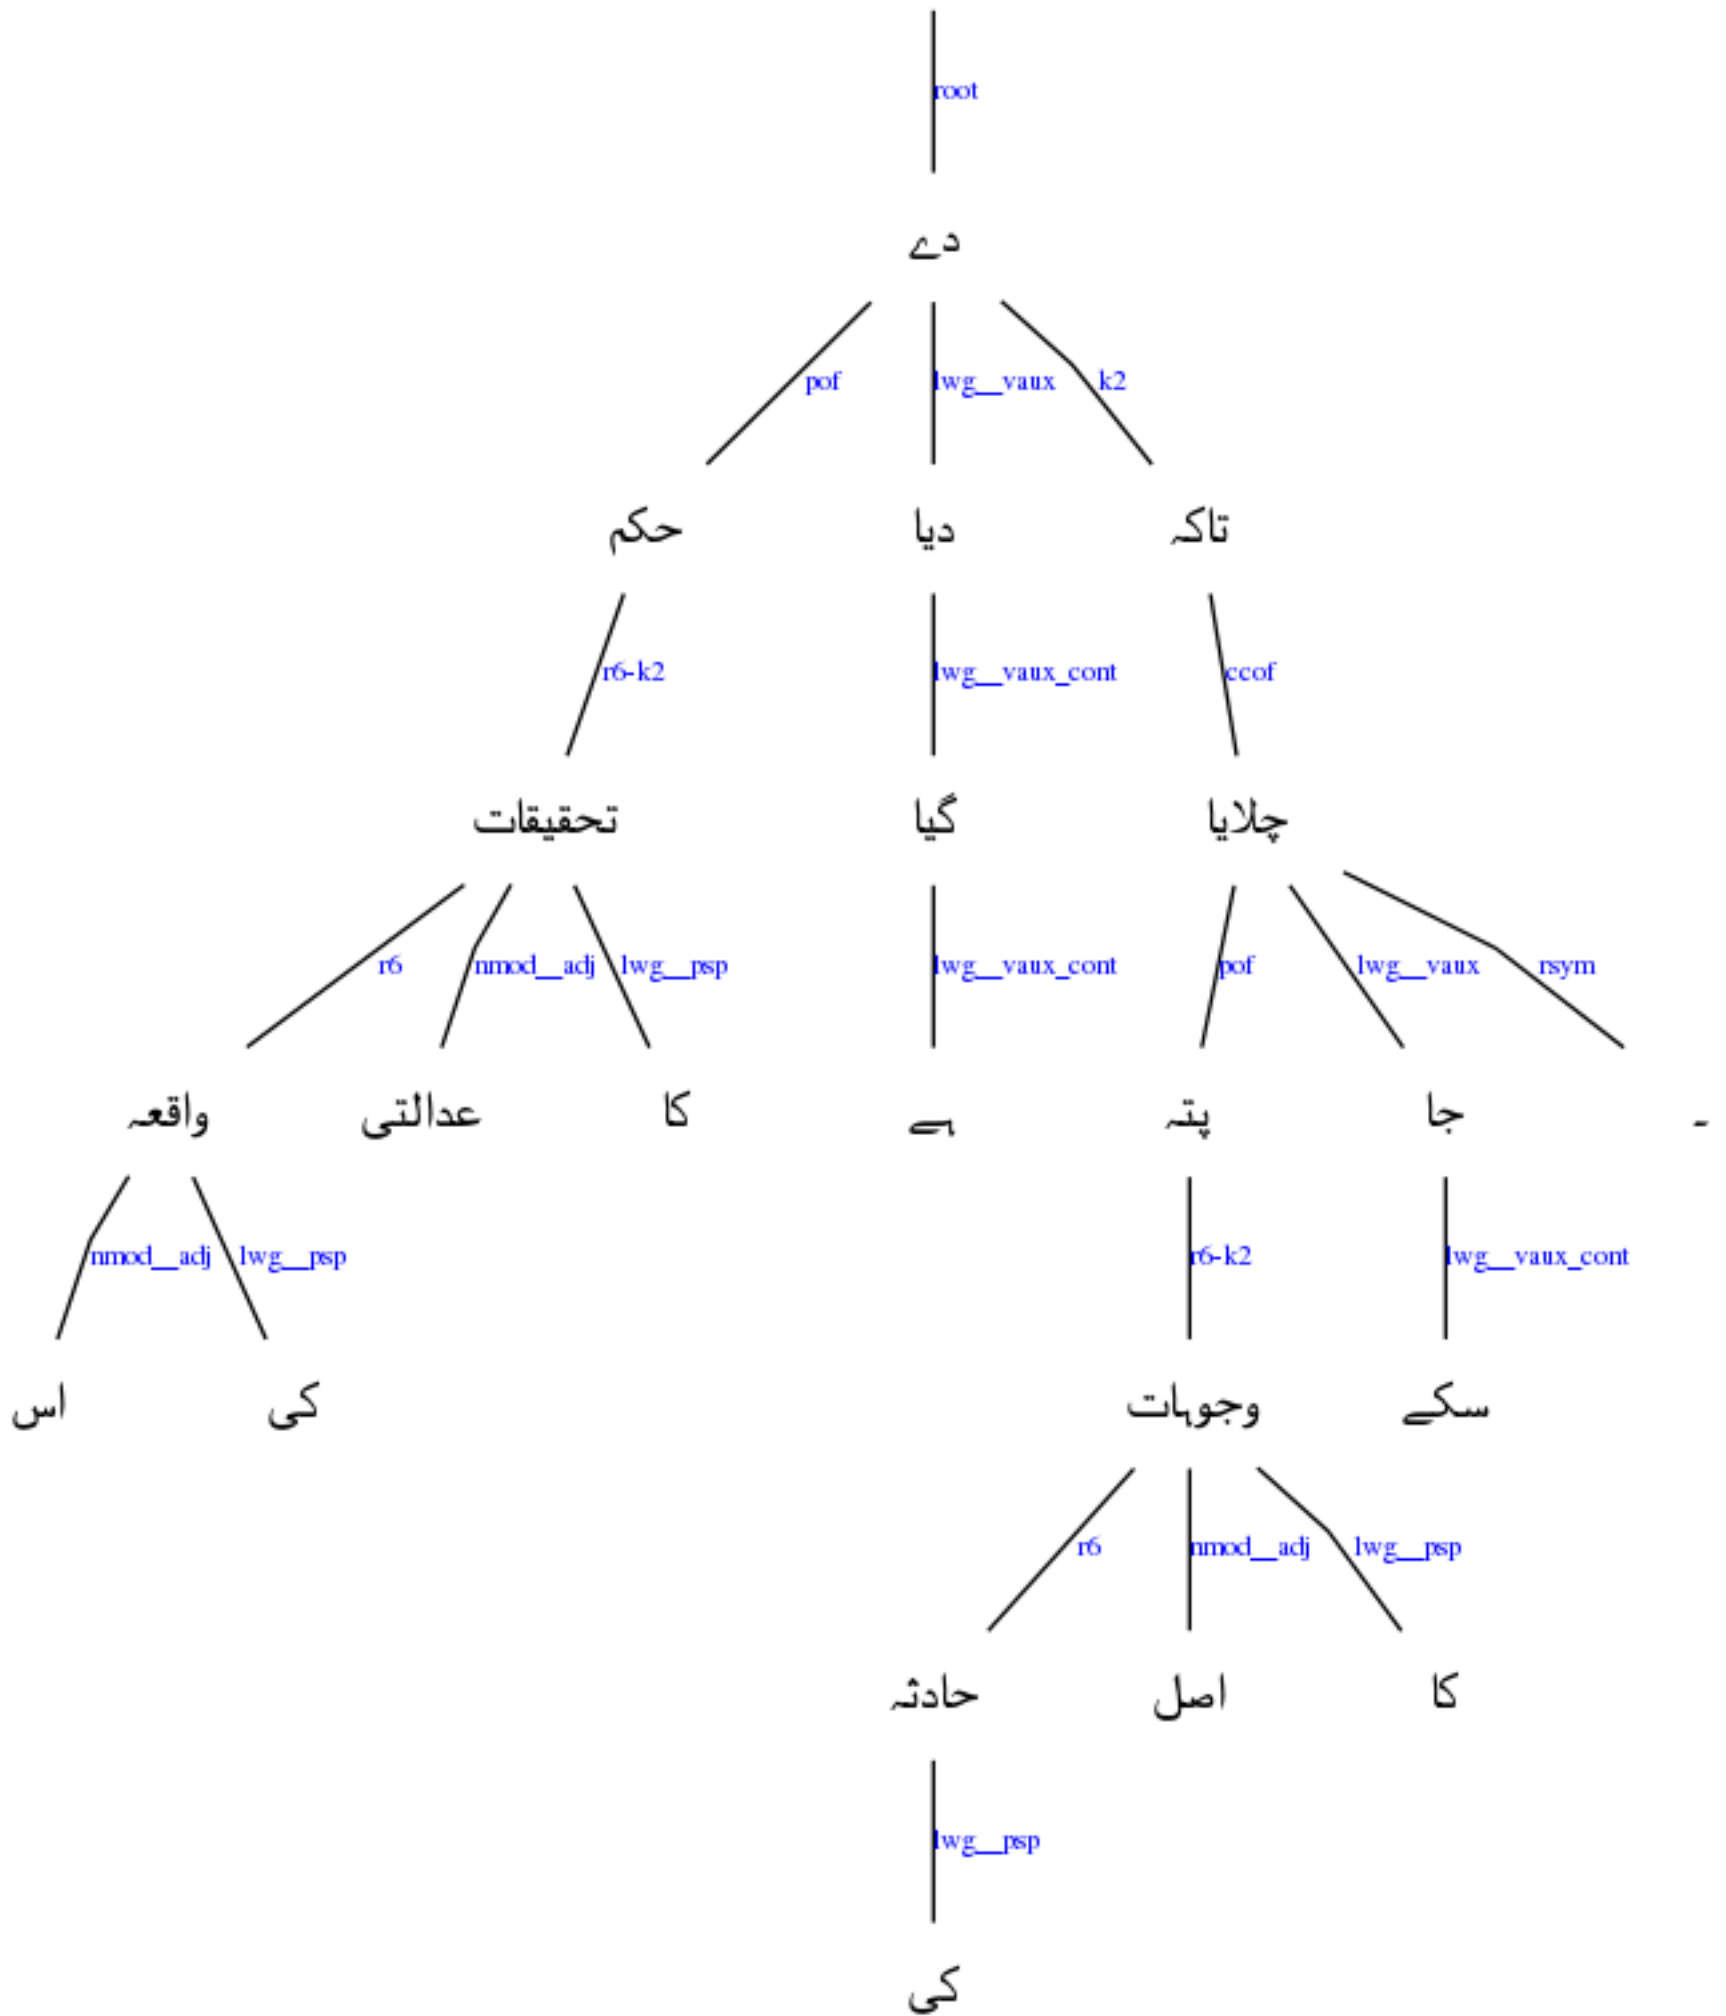 root
دے
pof lwg__vaux k2
حکم دیا تاکہ
r6-k2 lwg__vaux_cont ccof
تحقیقات گیا چلایا
r6 nmod__adj lwg__psp lwg__vaux_cont pof lwg__vaux rsym
واقعہ عدالتی کا ہے پتہ جا ۔
nmod__adj lwg__psp r6-k2 lwg__vaux_cont
اس کی وجوہات سکے
r6 nmod__adj lwg__psp
حادثہ اصل کا
lwg__psp
کی